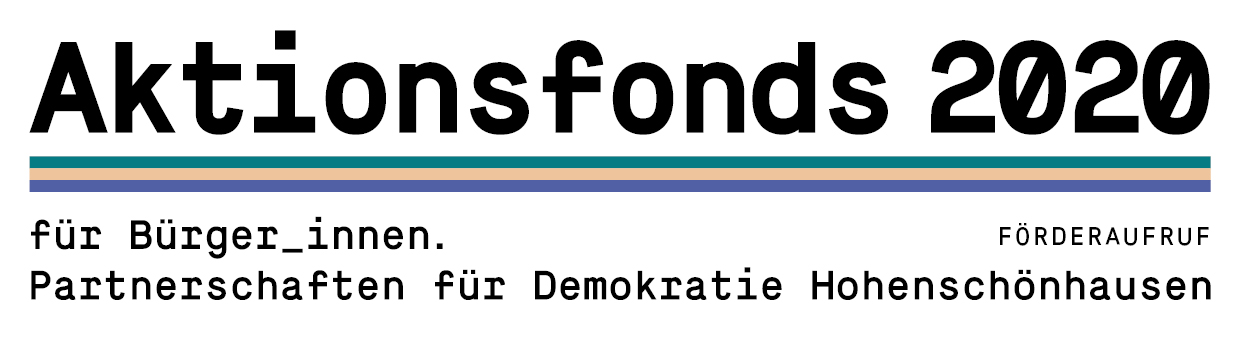 Aktionsfonds 2020
für Bürger_innen.
FÖRDERAUFRUF
Partnerschaften für Demokratie Hohenschönhausen